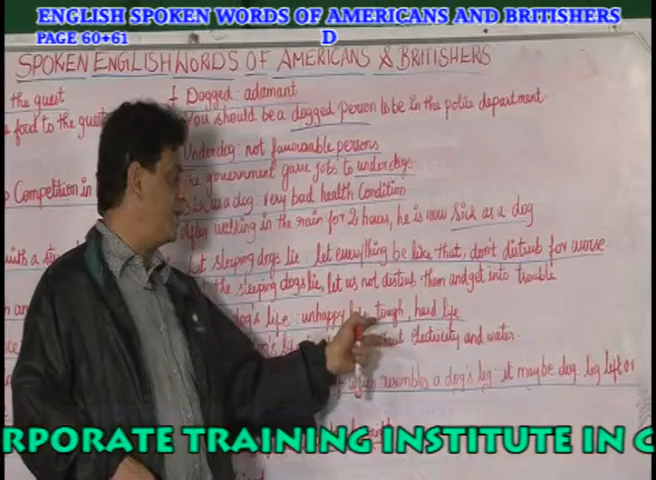 ENGLISH SPOKEN WORDS OF AMERICANS AND BRITISHERS
PAGE 60+61 D
SPOKEN ENGLISH WORDS OF AMERICANS & BRITISHERS
the guest
Dogged: adamant
food to the
You should be a dogged person to be in the police department
Underdog: not favourable persons
the government gave jobs to underdogs
Competition in
Sick as a dog: very bad health condition
walking in the rain for 2 hours, he is now sick as a dog
with a
let sleeping dogs lie let everything be like that, don't disturb for worse
the sleeping dogs lie, let us not disturb them and get into trouble
dogs life: unhappy tough, hard life
electricity and water.
which resembles a dog's leg it may be dog leg left or
RPORATE TRAINING INSTITUTE IN